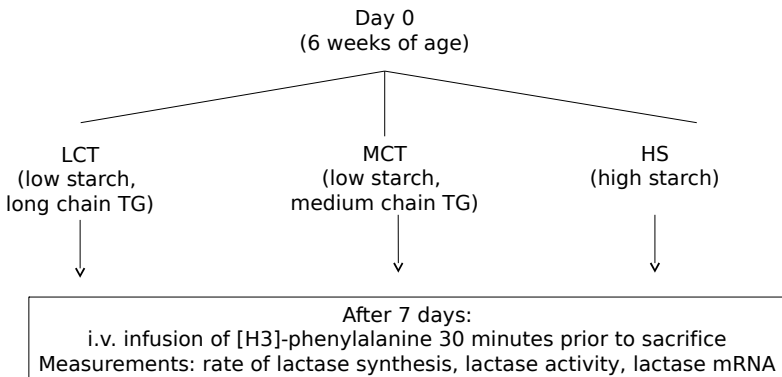 Day 0
(6 weeks of age)
LCT
(low starch,
long chain TG)
MCT
(low starch,
medium chain TG)
HS
(high starch)
After 7 days:
i.v. infusion of [H3]-phenylalanine 30 minutes prior to sacrifice
Measurements: rate of lactase synthesis, lactase activity, lactase mRNA